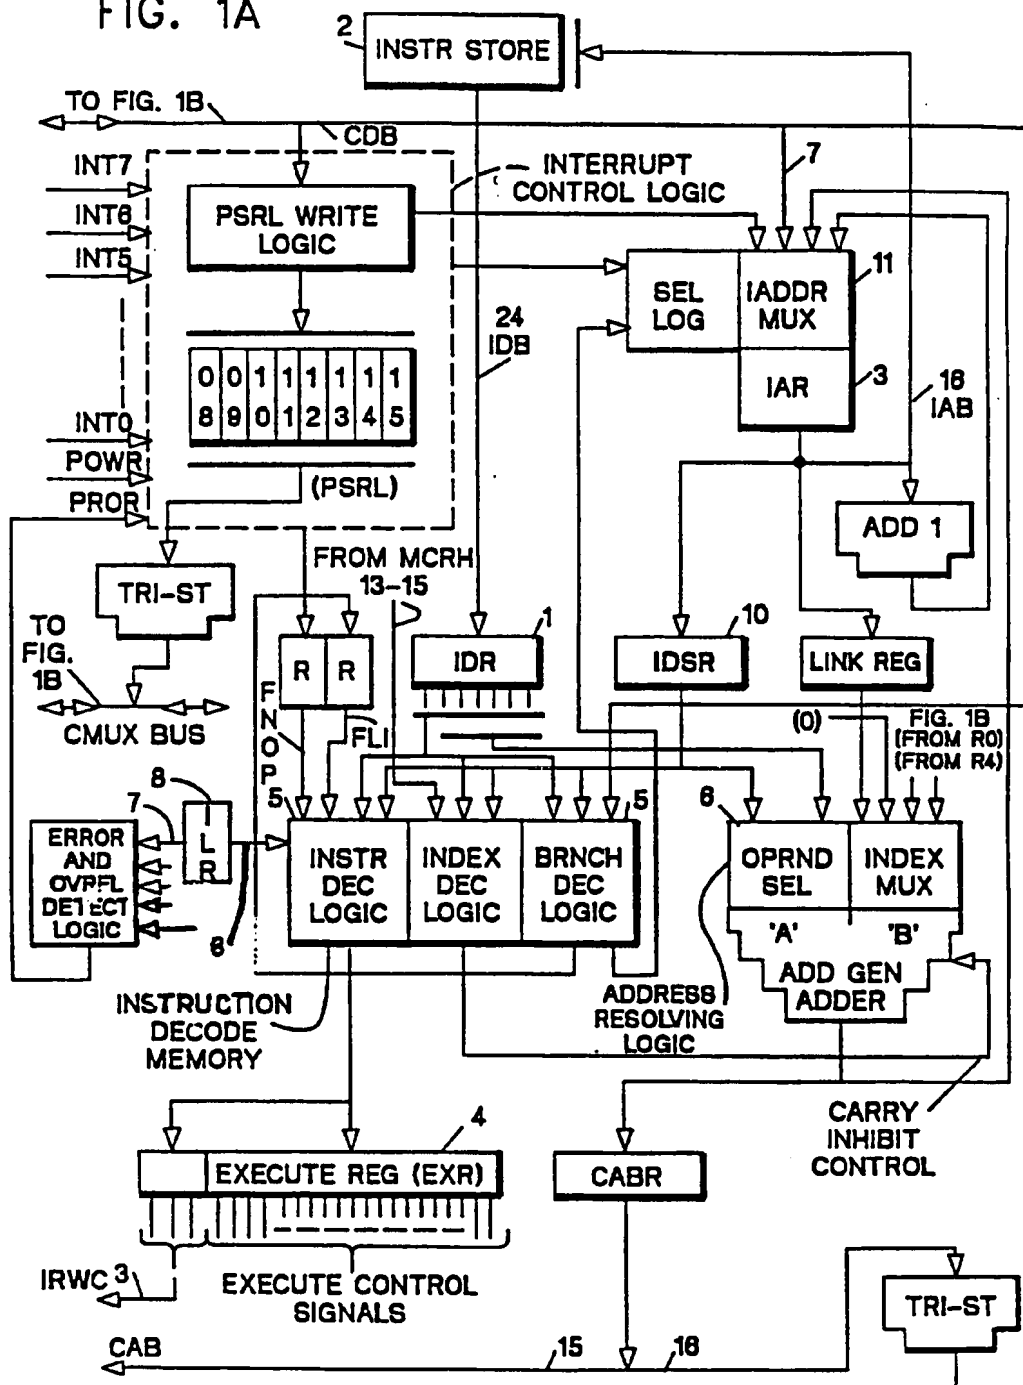 FIG. 1A
2
INSTR STORE
TO FIG. 1B
CDB
INT7
INTERRUPT
CONTROL LOGIC
7
INT6
PSRL WRITE
LOGIC
INT5
SEL
LOG
IADDR
MUX
11
24
IDB
0 0 1 1 1 1 1 1
8 9 0 1 2 3 4 5
IAR
3
16
IAB
INT0
POWR
(PSRL)
PROR
ADD 1
FROM MCRH
13-15
TRI-ST
TO
FIG.
1B
R
R
1
IDR
10
IDSR
LINK REG
CMUX BUS
FNOP
FLI
(0)
FIG. 1B
(FROM R0)
(FROM R4)
8
7
5
5
6
ERROR
AND
OVRFL
DETECT
LOGIC
I
L
R
6
INSTR
DEC
LOGIC
INDEX
DEC
LOGIC
BRNCH
DEC
LOGIC
OPRND
SEL
INDEX
MUX
'A'
'B'
ADD GEN
ADDER
INSTRUCTION
DECODE
MEMORY
ADDRESS
RESOLVING
LOGIC
CARRY
INHIBIT
CONTROL
4
EXECUTE REG (EXR)
CABR
IRWC 3
EXECUTE CONTROL
SIGNALS
TRI-ST
CAB
15
16